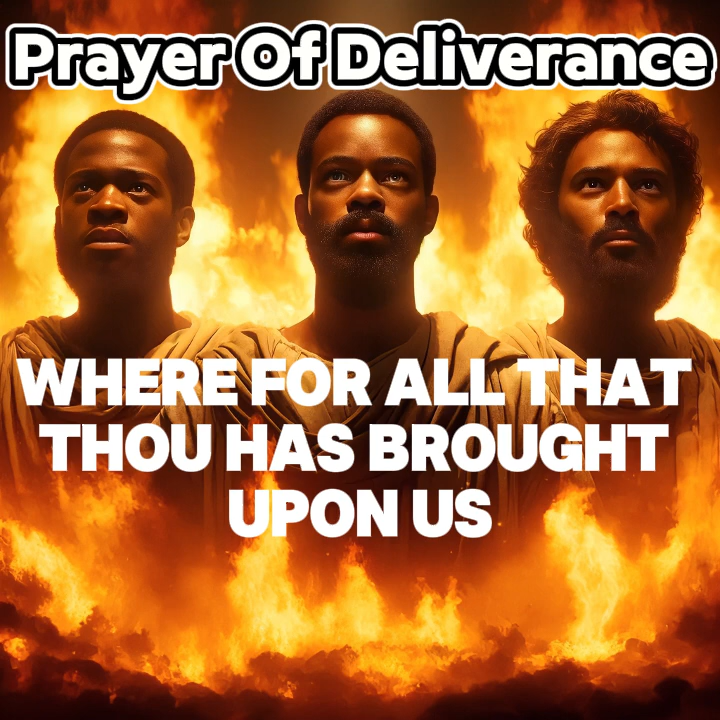 Prayer Of Deliverance
WHERE FOR ALL THAT
THOU HAS BROUGHT
UPON US